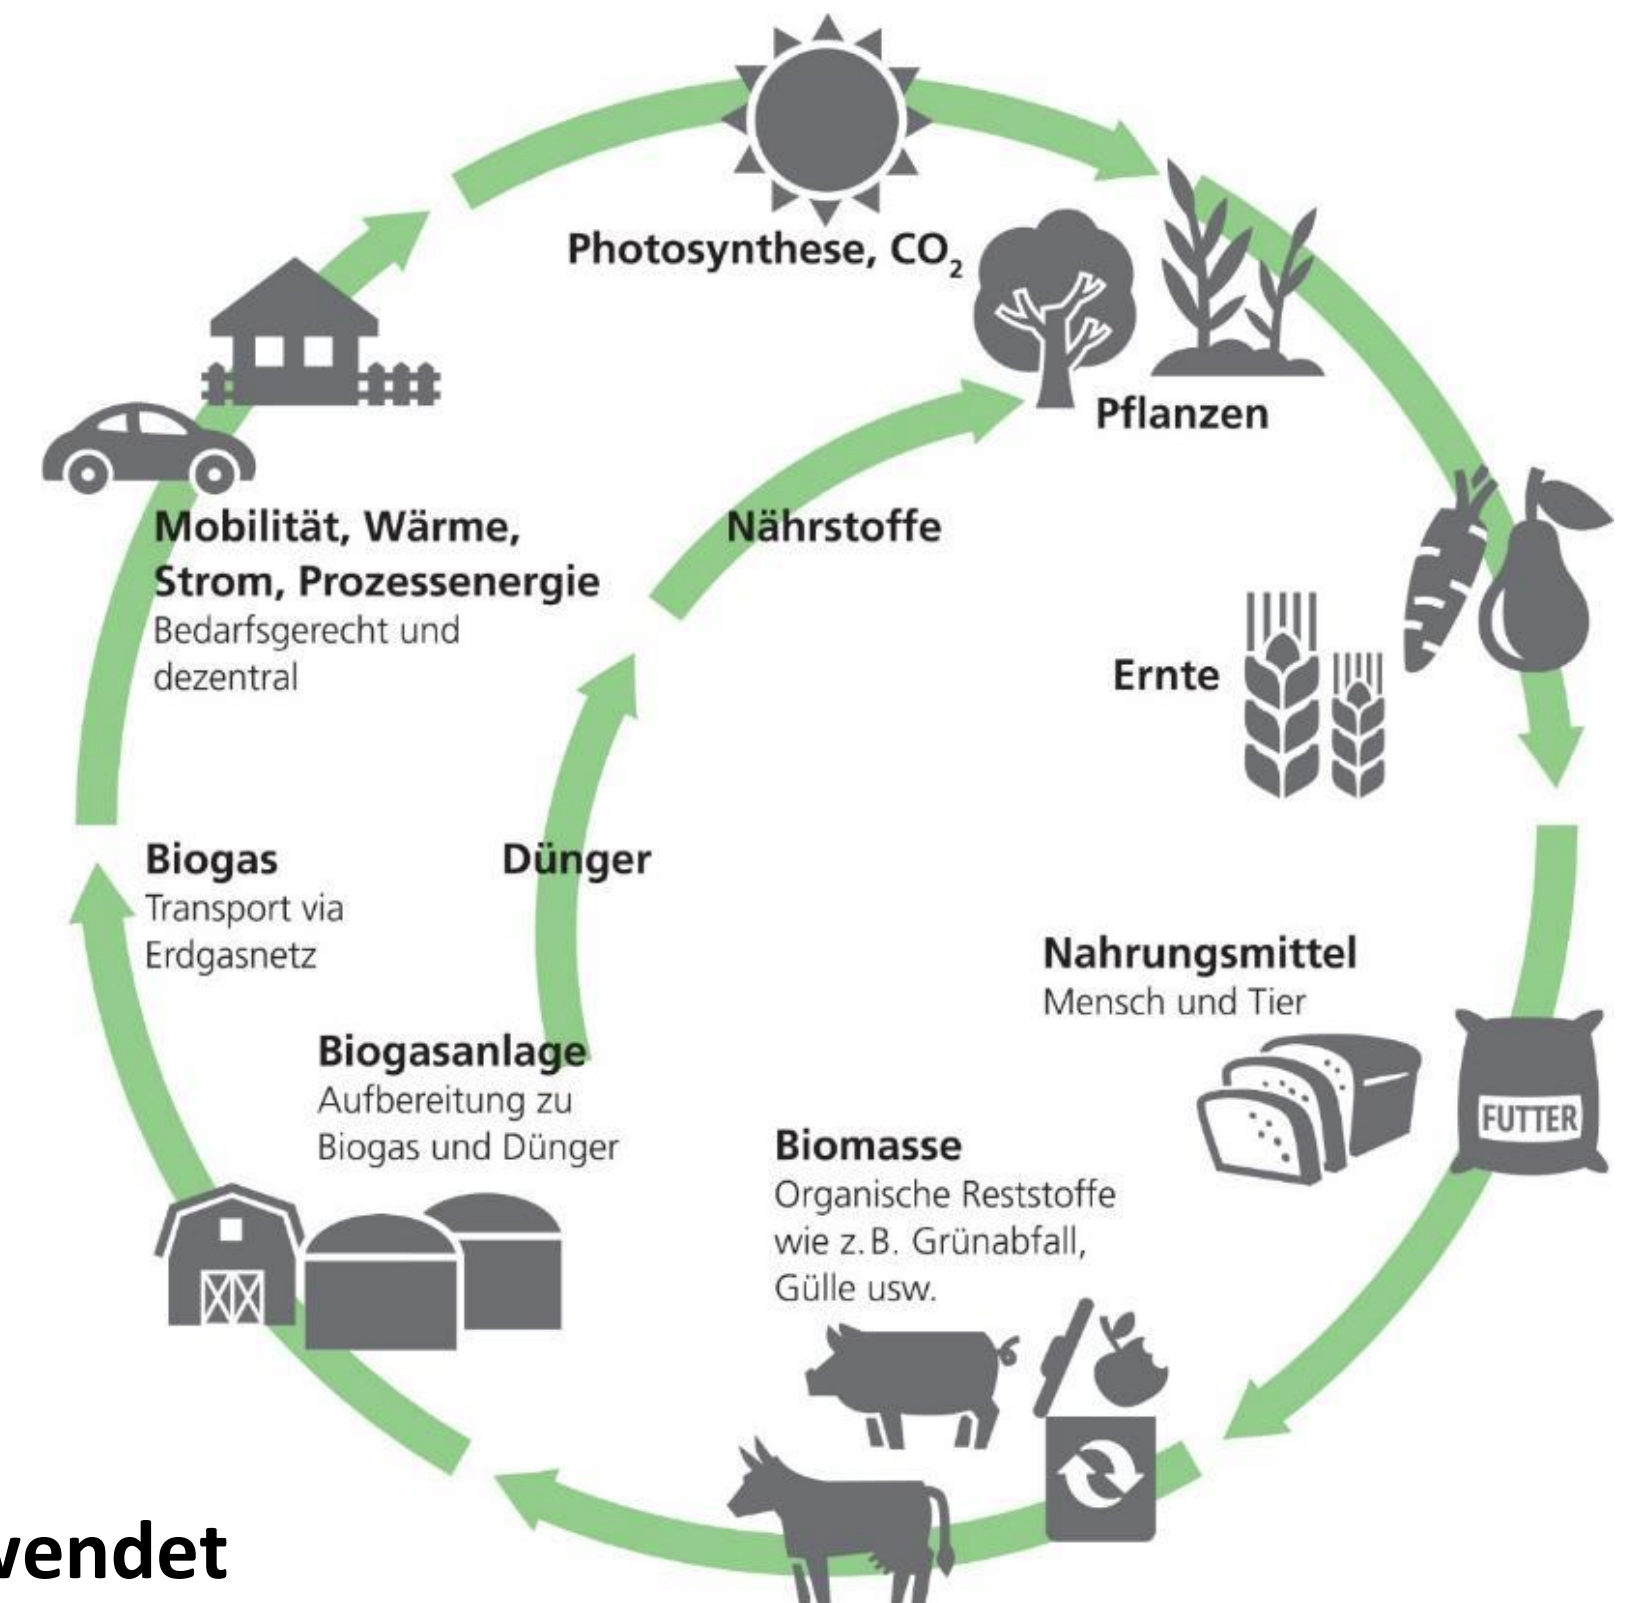 Photosynthese, CO₂
Pflanzen
Mobilität, Wärme,
Strom, Prozessenergie
Bedarfsgerecht und
dezentral
Nährstoffe
Ernte
Biogas
Transport via
Erdgasnetz
Dünger
Nahrungsmittel
Mensch und Tier
FUTTER
Biogasanlage
Aufbereitung zu
Biogas und Dünger
Biomasse
Organische Reststoffe
wie z. B. Grünabfall,
Gülle usw.
wendet